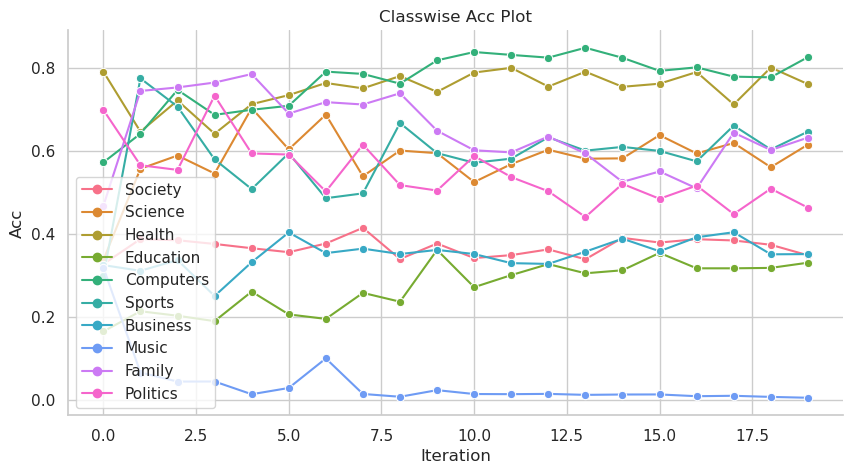 Classwise Acc Plot
Acc
0.8
0.6
0.4
0.2
0.0
Society
Science
Health
Education
Computers
Sports
Business
Music
Family
Politics
0.0 2.5 5.0 7.5 10.0 12.5 15.0 17.5
Iteration